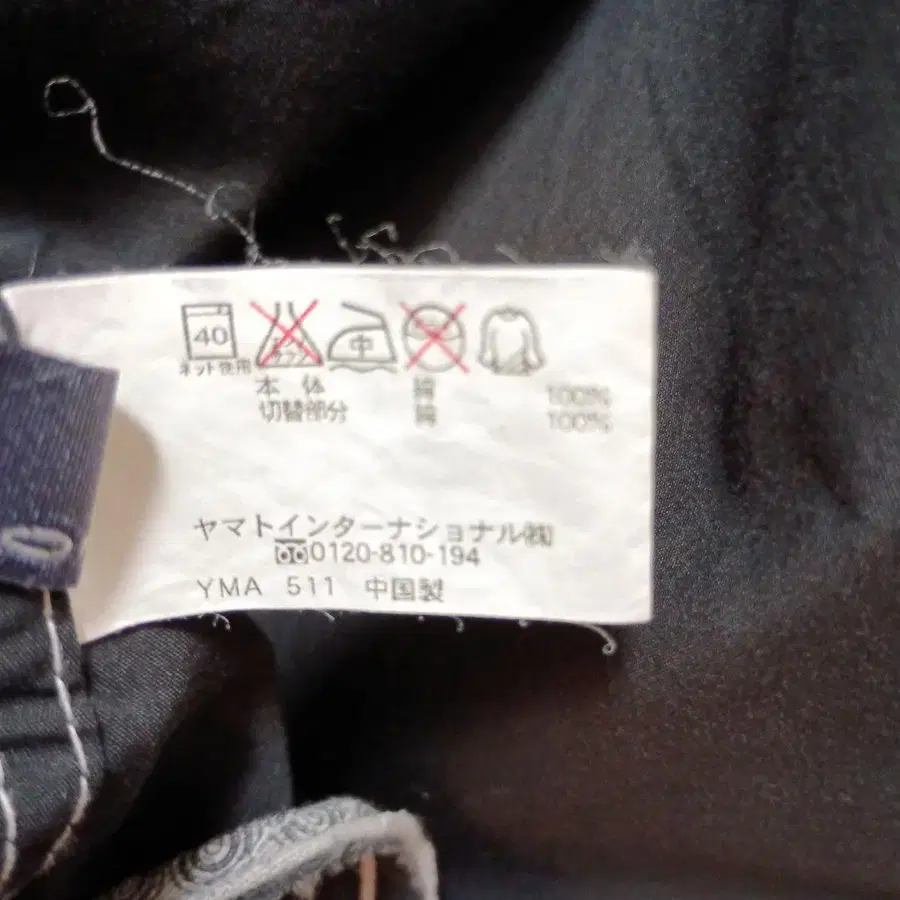 40 中
ネット使用
本体 綿 100%
切替部分 綿 100%
ヤマトインターナショナル㈱
0120-810-194
YMA 511 中国製